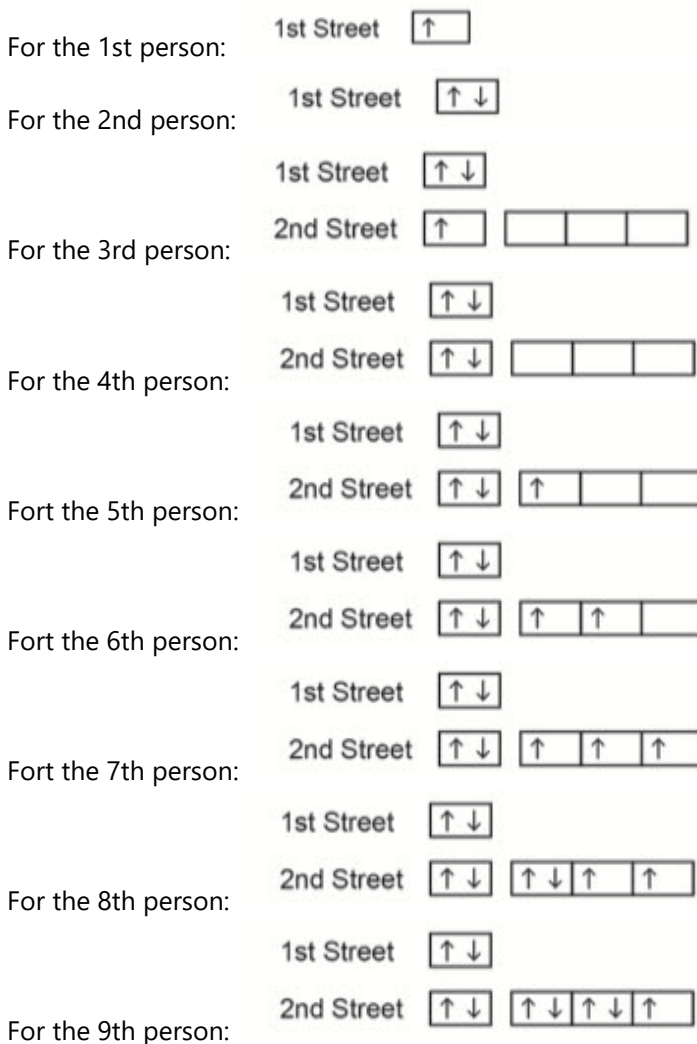 1st Street ↑
For the 1st person:
1st Street ↑ ↓
For the 2nd person:
1st Street ↑ ↓
2nd Street ↑
For the 3rd person:
1st Street ↑ ↓
2nd Street ↑ ↓
For the 4th person:
1st Street ↑ ↓
2nd Street ↑ ↓ ↑
Fort the 5th person:
1st Street ↑ ↓
2nd Street ↑ ↓ ↑ ↑
Fort the 6th person:
1st Street ↑ ↓
2nd Street ↑ ↓ ↑ ↑ ↑
Fort the 7th person:
1st Street ↑ ↓
2nd Street ↑ ↓ ↑ ↓ ↑ ↑
For the 8th person:
1st Street ↑ ↓
2nd Street ↑ ↓ ↑ ↓ ↑ ↓ ↑
For the 9th person: